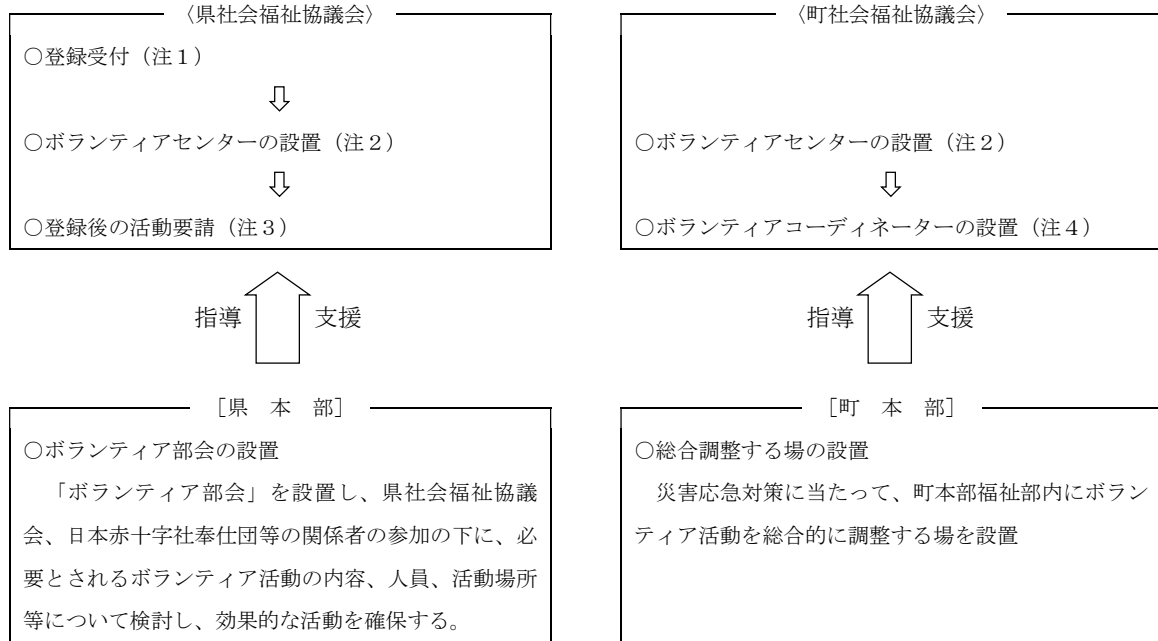 〈県社会福祉協議会〉
○登録受付（注１）
⇩
○ボランティアセンターの設置（注２）
⇩
○登録後の活動要請（注３）
〈町社会福祉協議会〉
○ボランティアセンターの設置（注２）
⇩
○ボランティアコーディネーターの設置（注４）
指導　支援
指導　支援
［県　本　部］
○ボランティア部会の設置
「ボランティア部会」を設置し、県社会福祉協議
会、日本赤十字社奉仕団等の関係者の参加の下に、必
要とされるボランティア活動の内容、人員、活動場所
等について検討し、効果的な活動を確保する。
［町　本　部］
○総合調整する場の設置
災害応急対策に当たって、町本部福祉部内にボラン
ティア活動を総合的に調整する場を設置